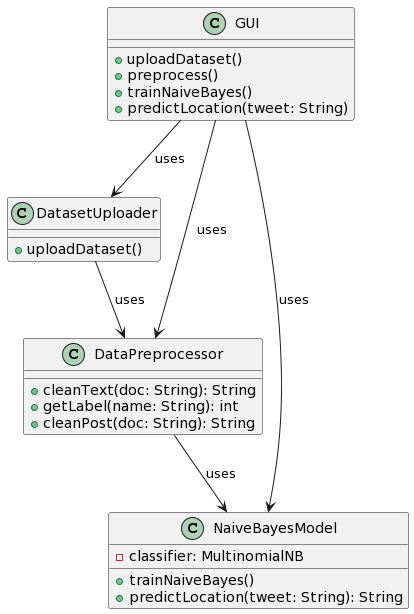 C GUI
uploadDataset()
preprocess()
trainNaiveBayes()
predictLocation(tweet: String)
uses
C DatasetUploader
uses
uploadDataset()
uses
uses
C DataPreprocessor
cleanText(doc: String): String
getLabel(name: String): int
cleanPost(doc: String): String
uses
C NaiveBayesModel
classifier: MultinomialNB
trainNaiveBayes()
predictLocation(tweet: String): String